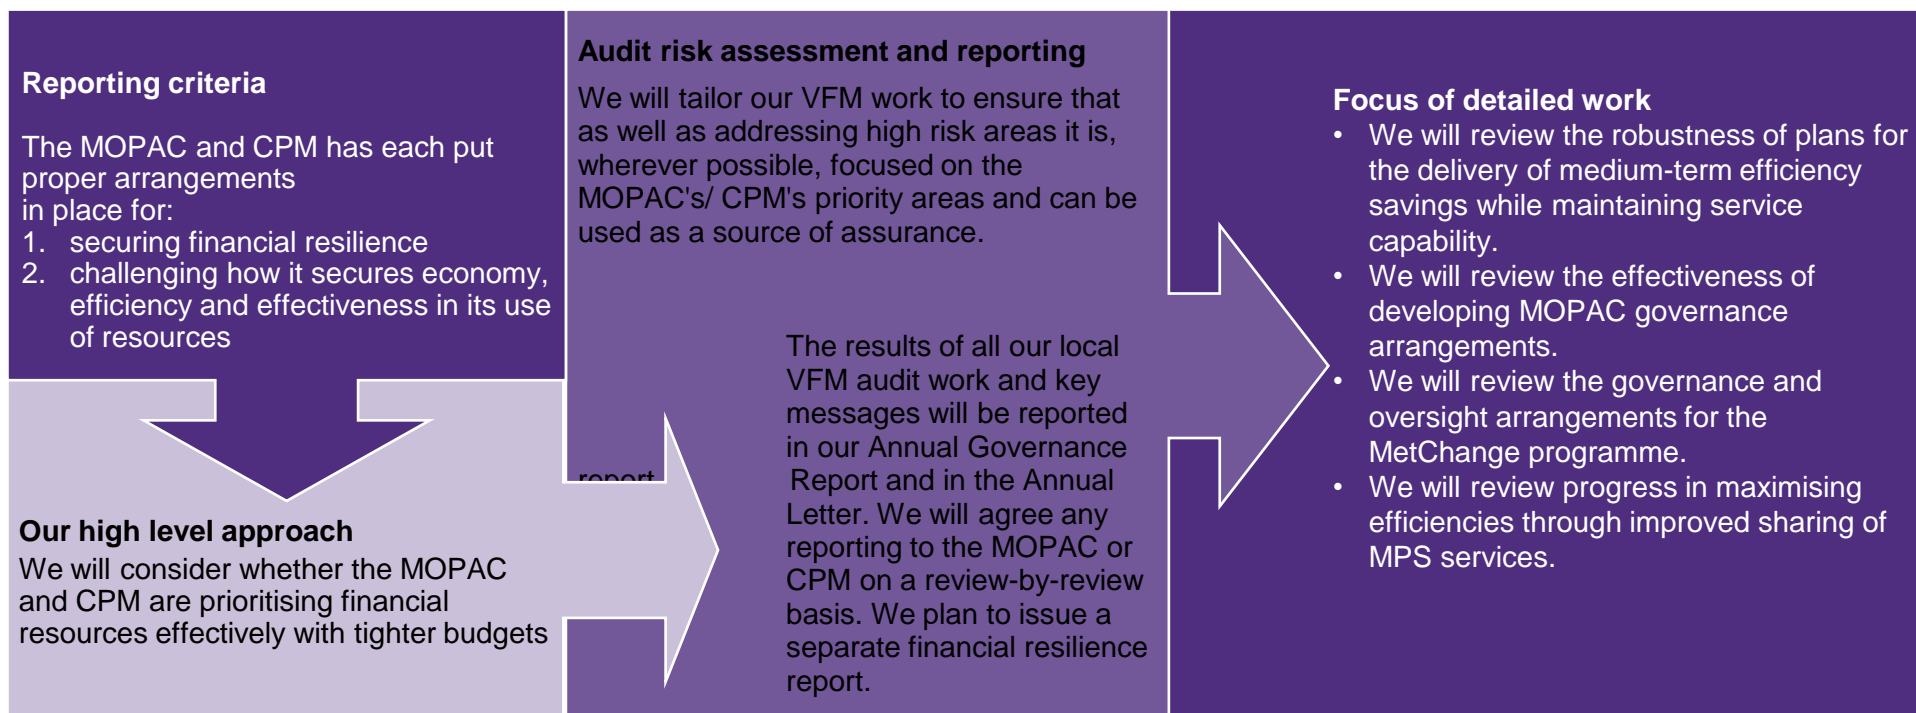 Reporting criteria
The MOPAC and CPM has each put
proper arrangements
in place for:
1. securing financial resilience
2. challenging how it secures economy,
efficiency and effectiveness in its use
of resources
Our high level approach
We will consider whether the MOPAC
and CPM are prioritising financial
resources effectively with tighter budgets
Audit risk assessment and reporting
We will tailor our VFM work to ensure that
as well as addressing high risk areas it is,
wherever possible, focused on the
MOPAC's/ CPM's priority areas and can be
used as a source of assurance.
report
The results of all our local
VFM audit work and key
messages will be reported
in our Annual Governance
Report and in the Annual
Letter. We will agree any
reporting to the MOPAC or
CPM on a review-by-review
basis. We plan to issue a
separate financial resilience
report.
Focus of detailed work
• We will review the robustness of plans for
the delivery of medium-term efficiency
savings while maintaining service
capability.
• We will review the effectiveness of
developing MOPAC governance
arrangements.
• We will review the governance and
oversight arrangements for the
MetChange programme.
• We will review progress in maximising
efficiencies through improved sharing of
MPS services.